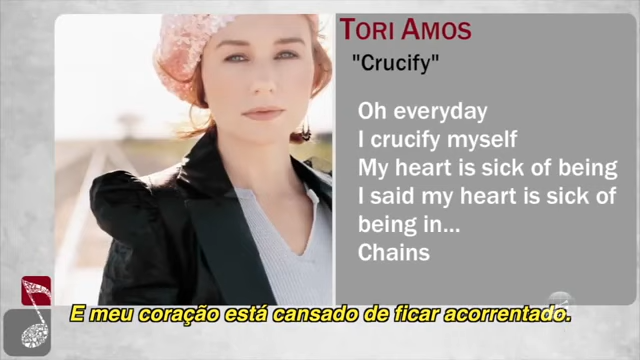 TORI AMOS
"Crucify"
Oh everyday
I crucify myself
My heart is sick of being
I said my heart is sick of
being in...
Chains
E meu coração está cansado de ficar acorrentado.